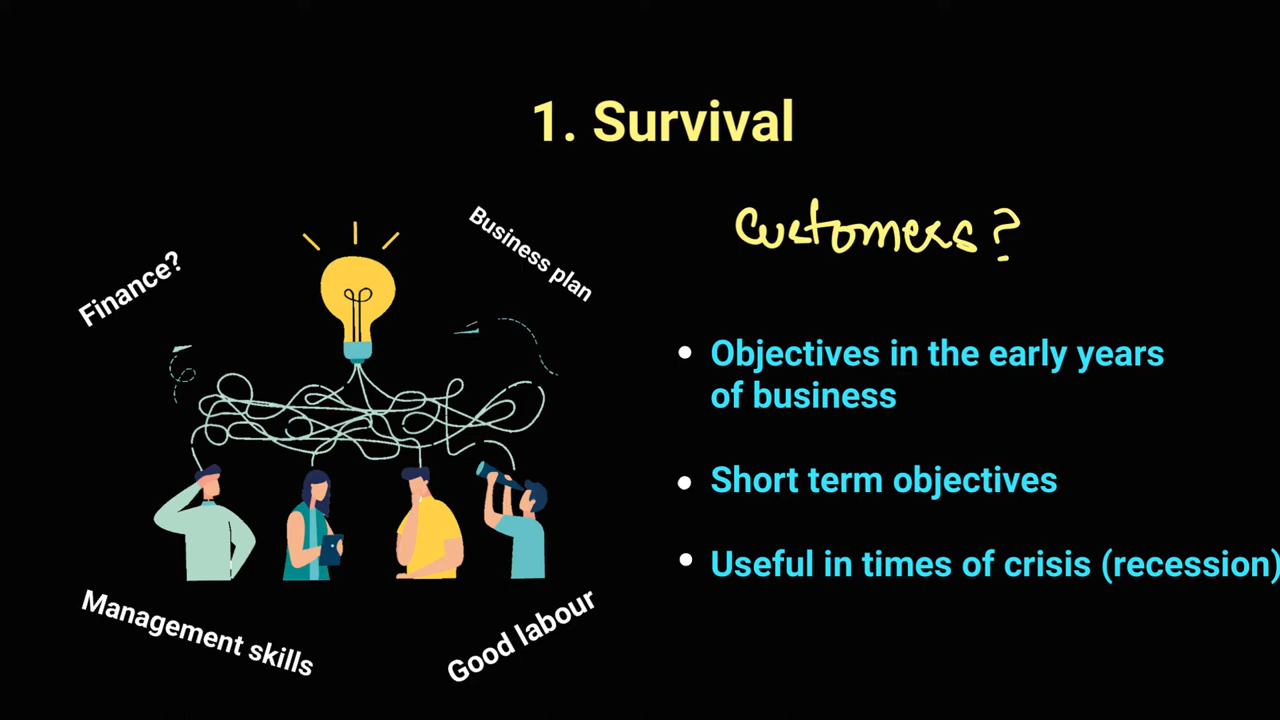 1. Survival
Customers?
Business plan
Finance?
Objectives in the early years
of business
Short term objectives
Useful in times of crisis (recession)
Management skills
Good labour